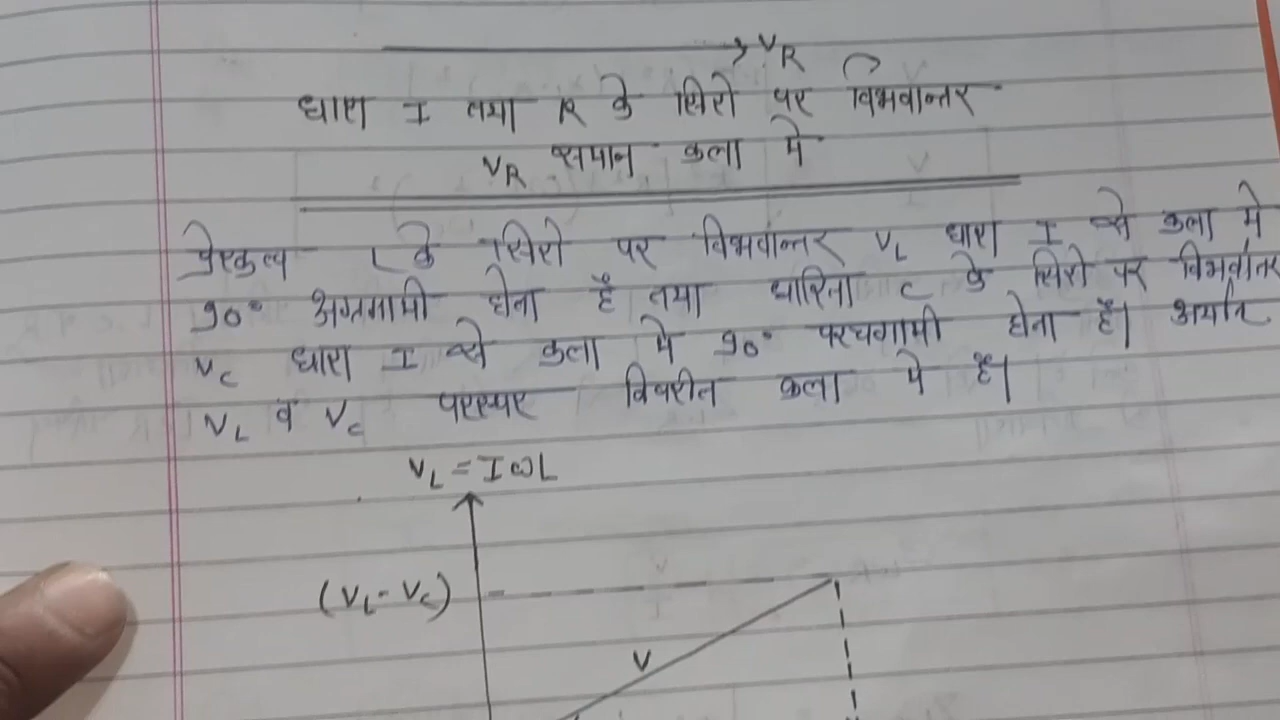 V_R
धारा I तथा R के सिरो पर विभवान्तर
V_R समान कला मे
प्रेरकत्व L के सिरो पर विभवान्तर V_L धारा I से कला मे
90° अग्रगामी होता है तथा धारिता C के सिरो पर विभवांतर
V_C धारा I से कला मे 90° पश्चगामी होता है। अर्थात
V_L व V_C परस्पर विपरीत कला मे है।
V_L = IωL
(V_L - V_C)
V